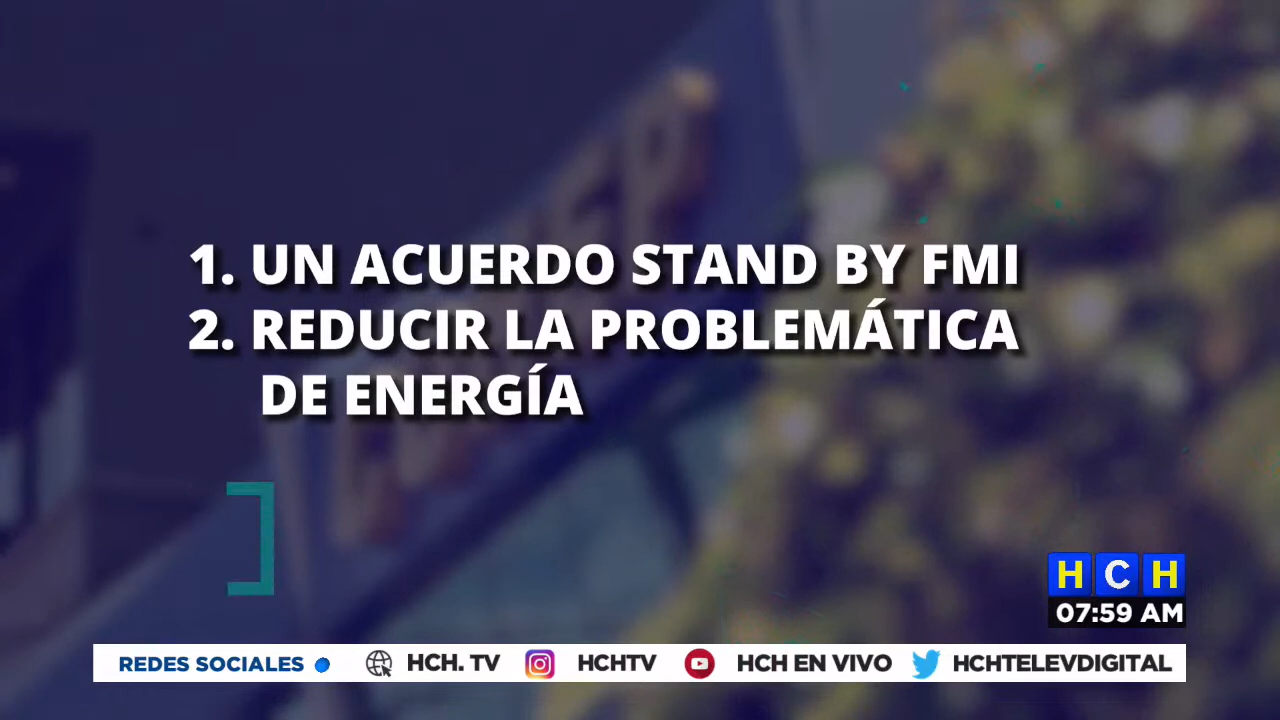 1. UN ACUERDO STAND BY FMI
2. REDUCIR LA PROBLEMÁTICA
DE ENERGÍA
HCH
07:59 AM
REDES SOCIALES HCH. TV HCHTV HCH EN VIVO HCHTELEVDIGITAL